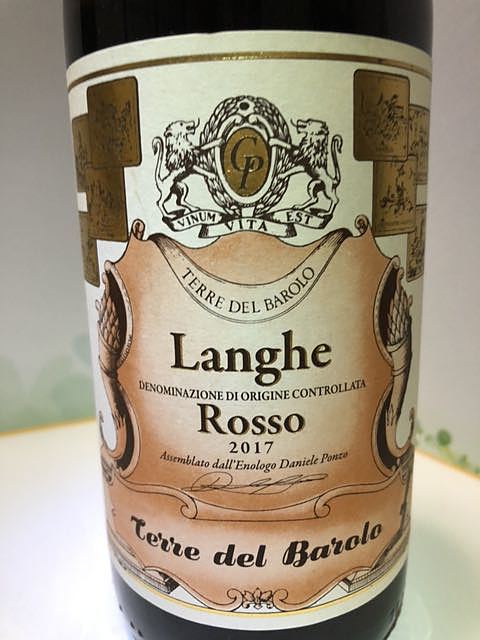 GP
VINUM VITA EST
TERRE DEL BAROLO
Langhe
DENOMINAZIONE DI ORIGINE CONTROLLATA
Rosso
2017
Assemblato dall'Enologo Daniele Ponzo
Terre del Barolo